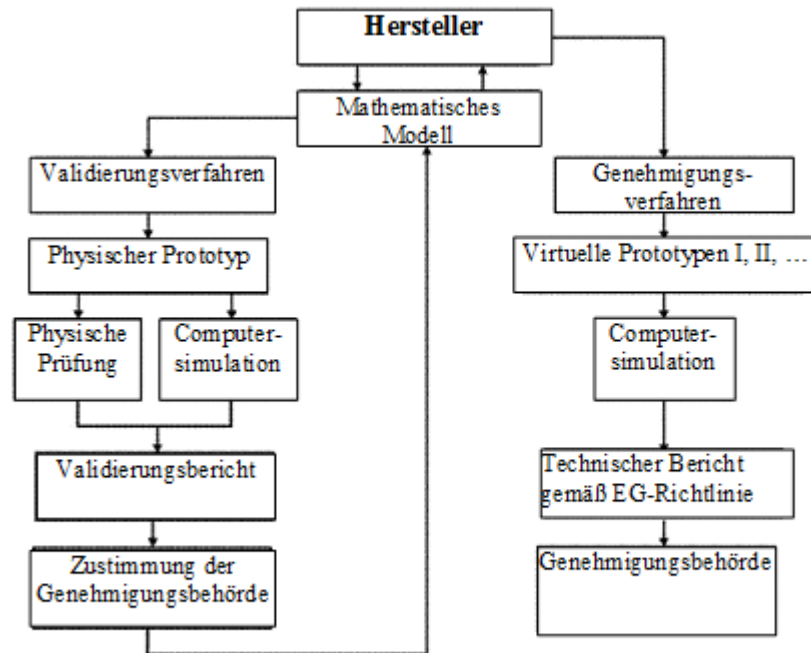 Hersteller
Mathematisches
Modell
Validierungsverfahren
Physischer Prototyp
Physische
Prüfung
Computer-
simulation
Validierungsbericht
Zustimmung der
Genehmigungsbehörde
Genehmigungs-
verfahren
Virtuelle Prototypen I, II, …
Computer-
simulation
Technischer Bericht
gemäß EG-Richtlinie
Genehmigungsbehörde